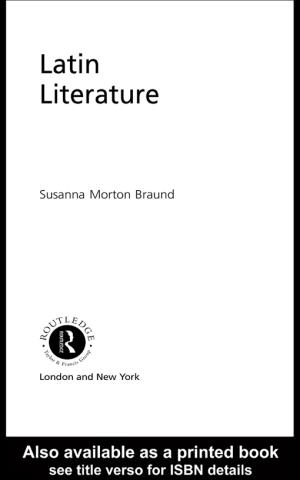 Latin
Literature
Susanna Morton Braund
ROUTLEDGE
ROUTLEDGE
Taylor & Francis Group
London and New York
Also available as a printed book
see title verso for ISBN details